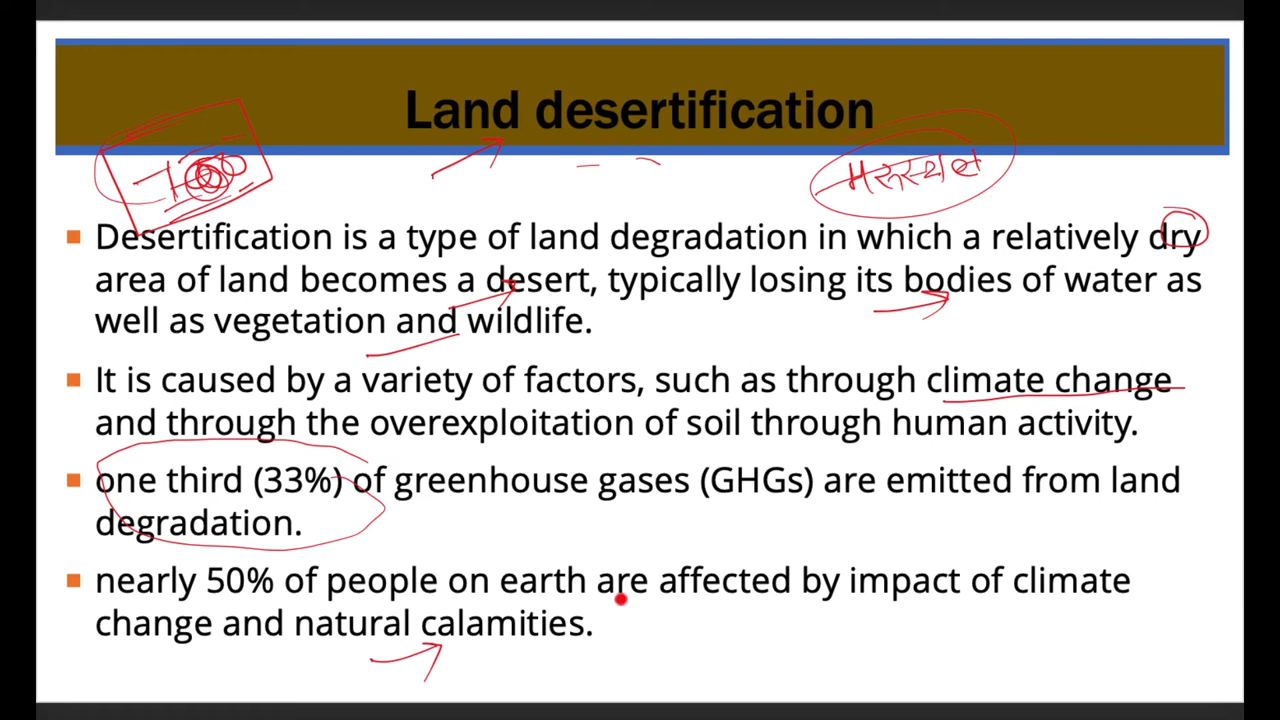 Land desertification
मरुस्थल
Desertification is a type of land degradation in which a relatively dry
area of land becomes a desert, typically losing its bodies of water as
well as vegetation and wildlife.
It is caused by a variety of factors, such as through climate change
and through the overexploitation of soil through human activity.
one third (33%) of greenhouse gases (GHGs) are emitted from land
degradation.
nearly 50% of people on earth are affected by impact of climate
change and natural calamities.